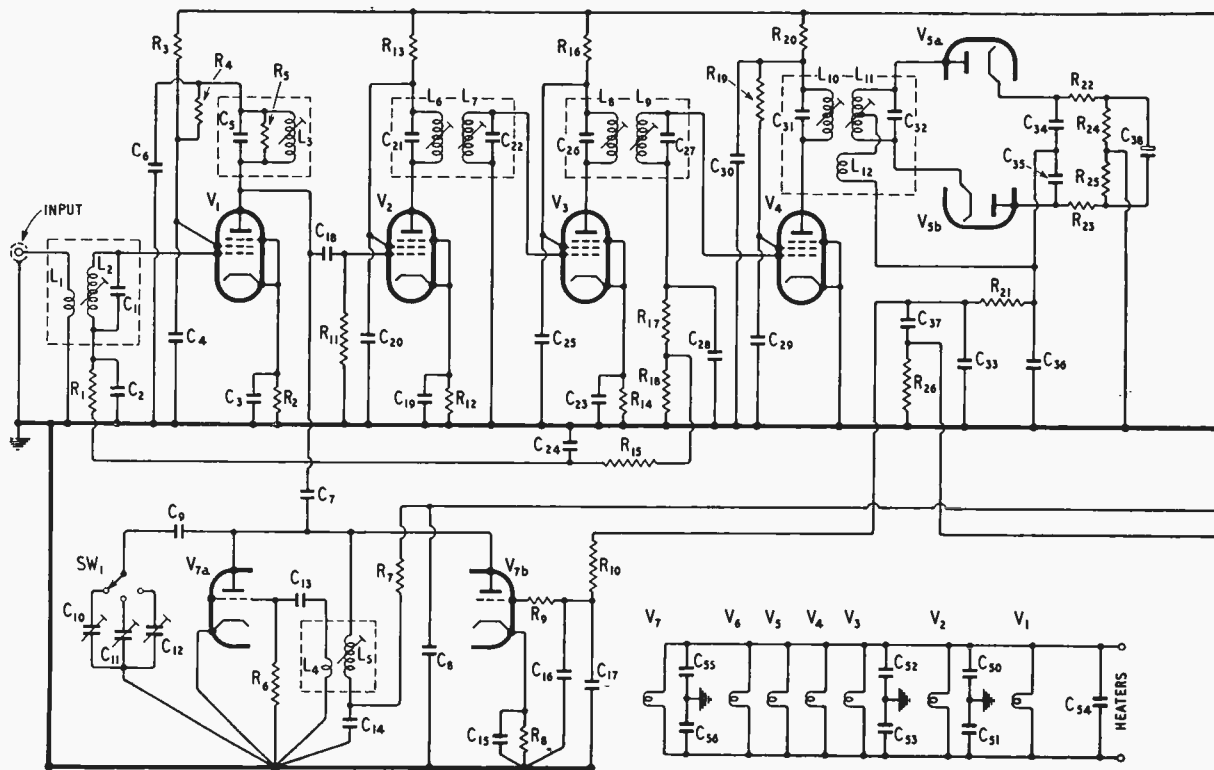 R3
R4
R5
C5
L3
C6
V1
INPUT
L1
L2
C1
R1
C2
C4
C3
R2
R13
L6
L7
C21
C22
V2
C18
R11
C20
C19
R12
R16
L8
L9
C26
C27
V3
C25
C23
R14
R17
R18
C28
C24
R15
R20
R19
L10
L11
C31
C32
L12
C30
V4
C29
V5a
V5b
R22
C34
R24
C38
C35
R25
R23
R21
C37
R26
C33
C36
C7
C9
SW1
C10
C11
C12
V7a
C13
R6
L4
L5
C14
R7
C8
V7b
R9
R10
C16
C17
C15
R8
V7
V6
V5
V4
V3
V2
V1
C55
C56
C52
C53
C50
C51
C54
HEATERS